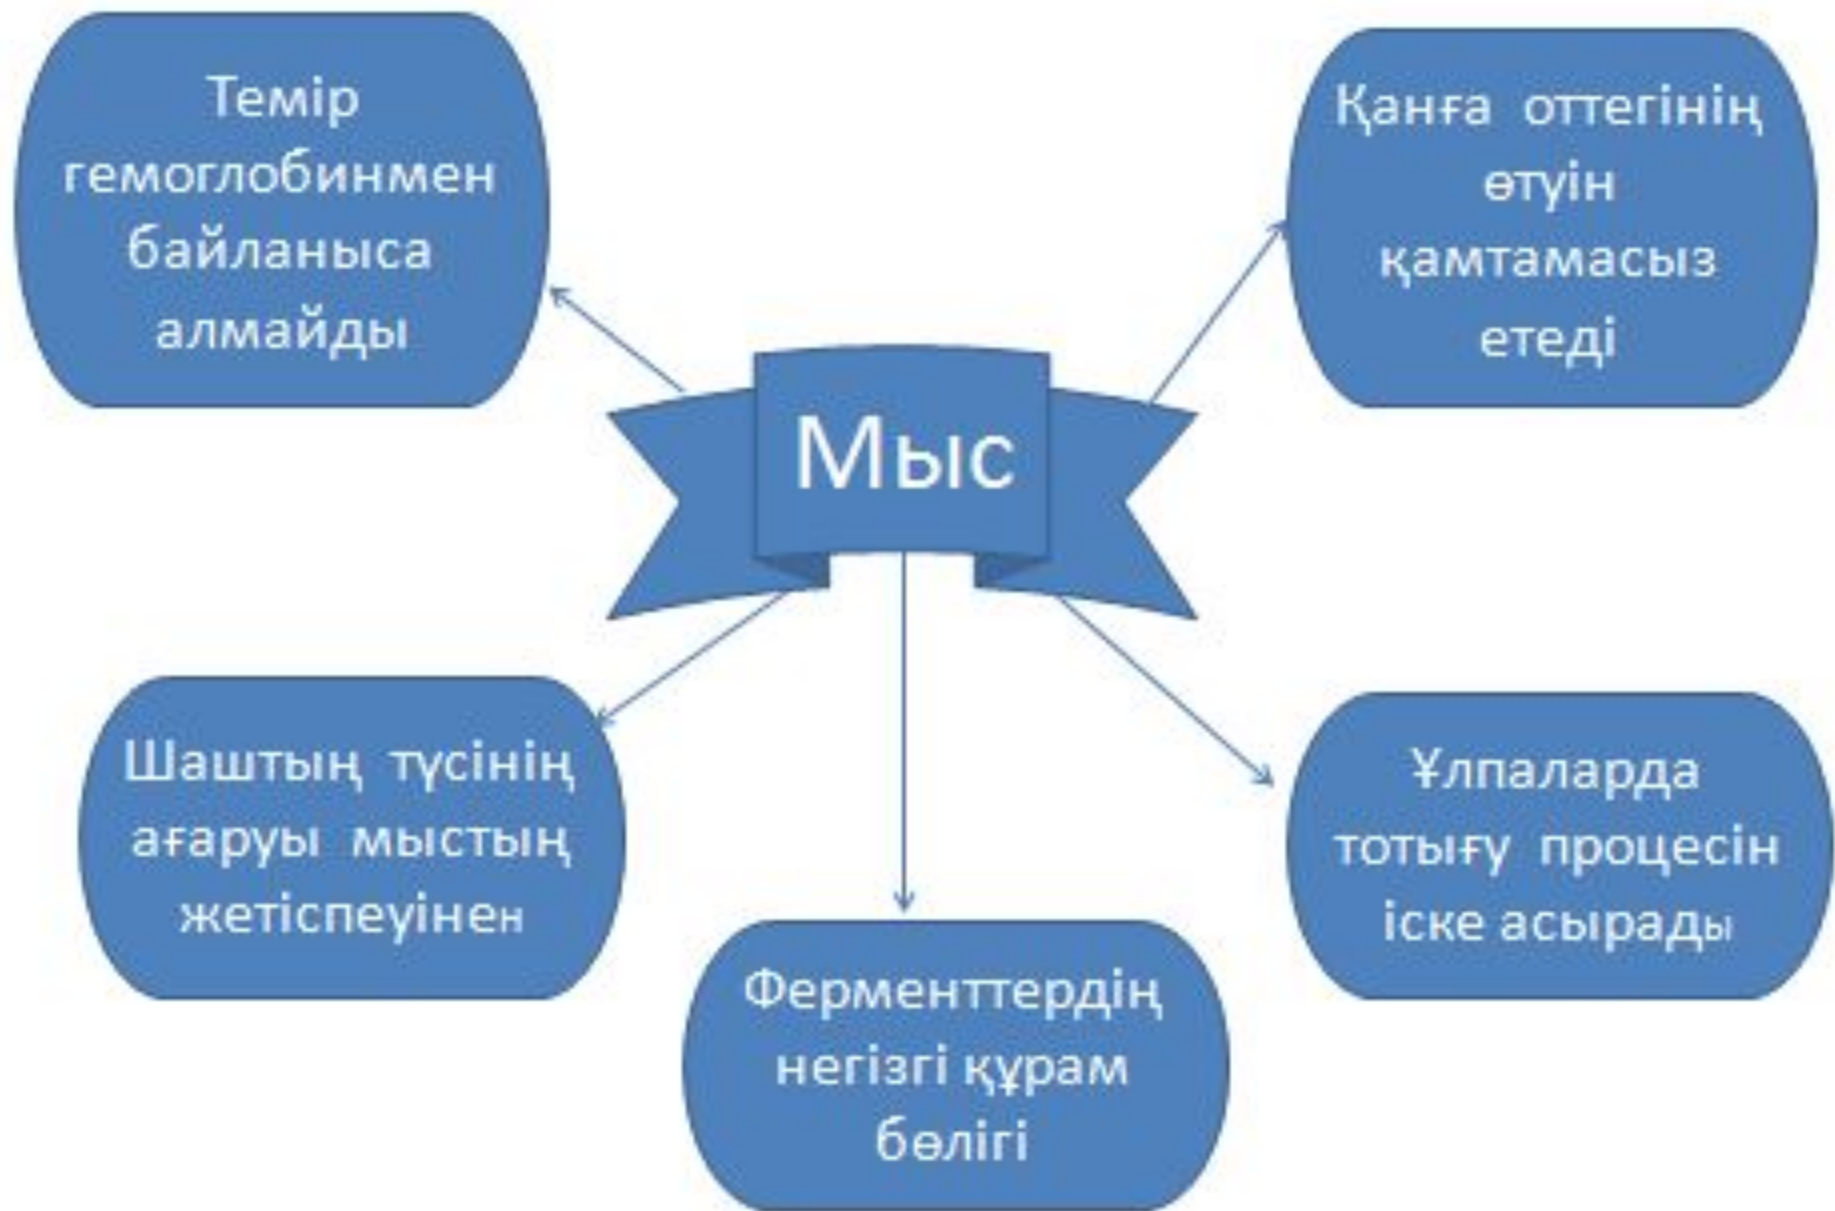 Темір
гемоглобинмен
байланыса
алмайды
Қанға оттегінің
өтуін
қамтамасыз
етеді
Мыс
Шаштың түсінің
ағаруы мыстың
жетіспеуінен
Ферменттердің
негізгі құрам
бөлігі
Ұлпаларда
тотығу процесін
іске асырады